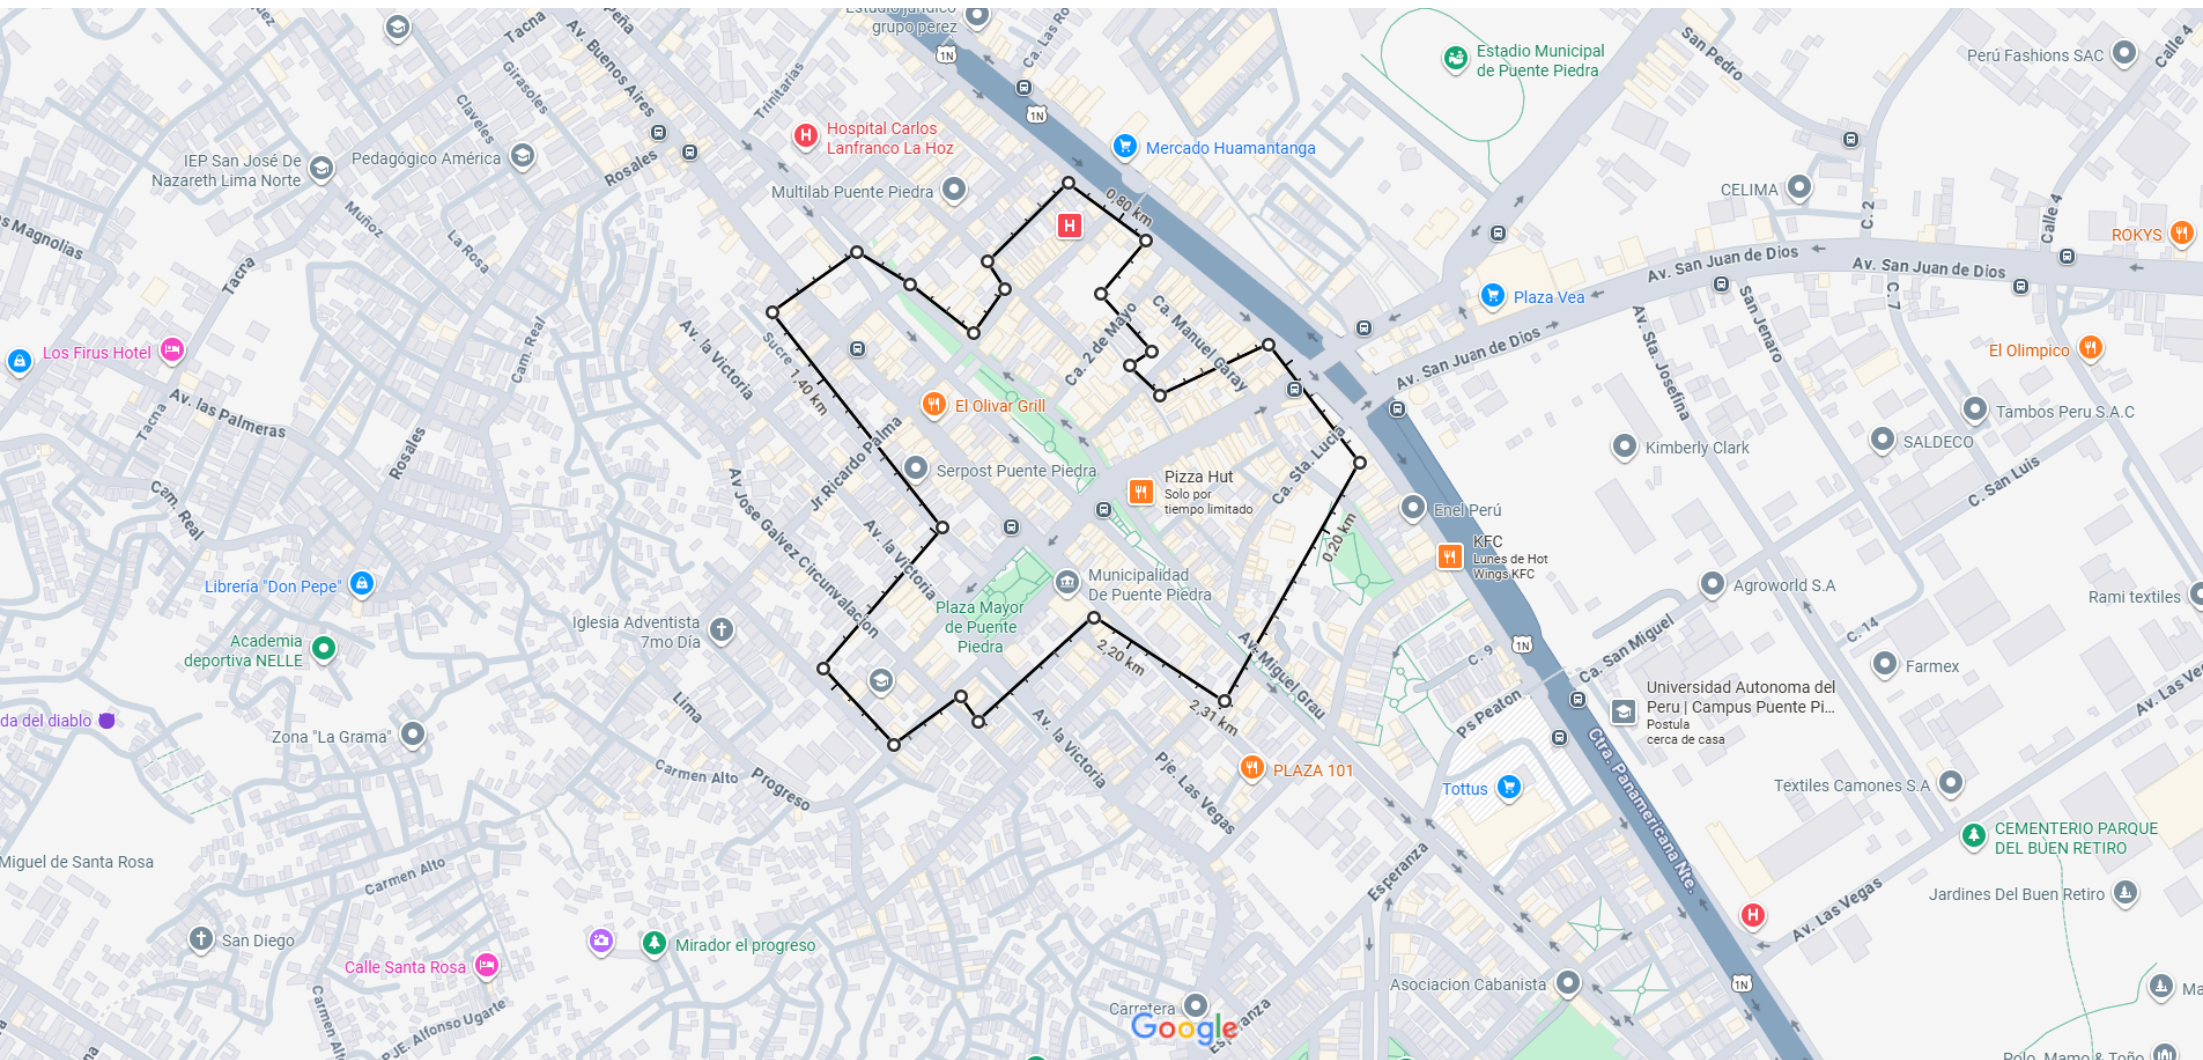 Estudio jurídico
grupo perez
Tacna
Av. Buenos Aires
Girasoles
Claveles
Trinitarias
1N
Ca. Las Ro
1N
Estadio Municipal
de Puente Piedra
San Pedro
Perú Fashions SAC
Calle 4
Hospital Carlos
Lanfranco La Hoz
Mercado Huamantanga
IEP San José De
Nazareth Lima Norte
Pedagógico América
Rosales
Multilab Puente Piedra
H
0,80 km
CELIMA
C. 2
Calle 4
ROKYS
Muñoz
La Rosa
s Magnolias
Tacra
Av. San Juan de Dios
Av. San Juan de Dios
C. 7
Plaza Vea
San Jenaro
Av. Sta. Josefina
Los Firus Hotel
Cam. Real
Av. la Victoria
Sucre
1,40 km
Ca. 2 de Mayo
Ca. Manuel Garay
Av. San Juan de Dios
El Olimpico
Av. las Palmeras
Tacna
Rosales
El Olivar Grill
Jr. Ricardo Palma
Tambos Peru S.A.C
SALDECO
Kimberly Clark
Serpost Puente Piedra
Pizza Hut
Solo por
tiempo limitado
Ca. Sta. Lucia
C. San Luis
Cam. Real
Av Jose Galvez Circunvalacion
Av. la Victoria
Enel Perú
0,20 km
KFC
Lunes de Hot
Wings KFC
Librería "Don Pepe"
Municipalidad
De Puente Piedra
Agroworld S.A
Rami textiles
Plaza Mayor
de Puente
Piedra
Iglesia Adventista
7mo Día
Academia
deportiva NELLE
C. 14
Ca. San Miguel
C. 9
1N
Farmex
2,20 km
Av. Miguel Grau
2,31 km
Universidad Autonoma del
Peru | Campus Puente Pi...
Postula
cerca de casa
Av. Las Ve
da del diablo
Zona "La Grama"
Lima
Av. la Victoria
Ps Peaton
Ctra. Panamericana Nte.
Carmen Alto
Progreso
Pje. Las Vegas
PLAZA 101
Tottus
Textiles Camones S.A
CEMENTERIO PARQUE
DEL BUEN RETIRO
Miguel de Santa Rosa
Carmen Alto
Esperanza
Jardines Del Buen Retiro
H
Av. Las Vegas
San Diego
Mirador el progreso
Calle Santa Rosa
Carmen Alt
PJE. Alfonso Ugarte
Asociacion Cabanista
1N
Ma
Carretera
Google
Esperanza
Polo, Mamo & Toño